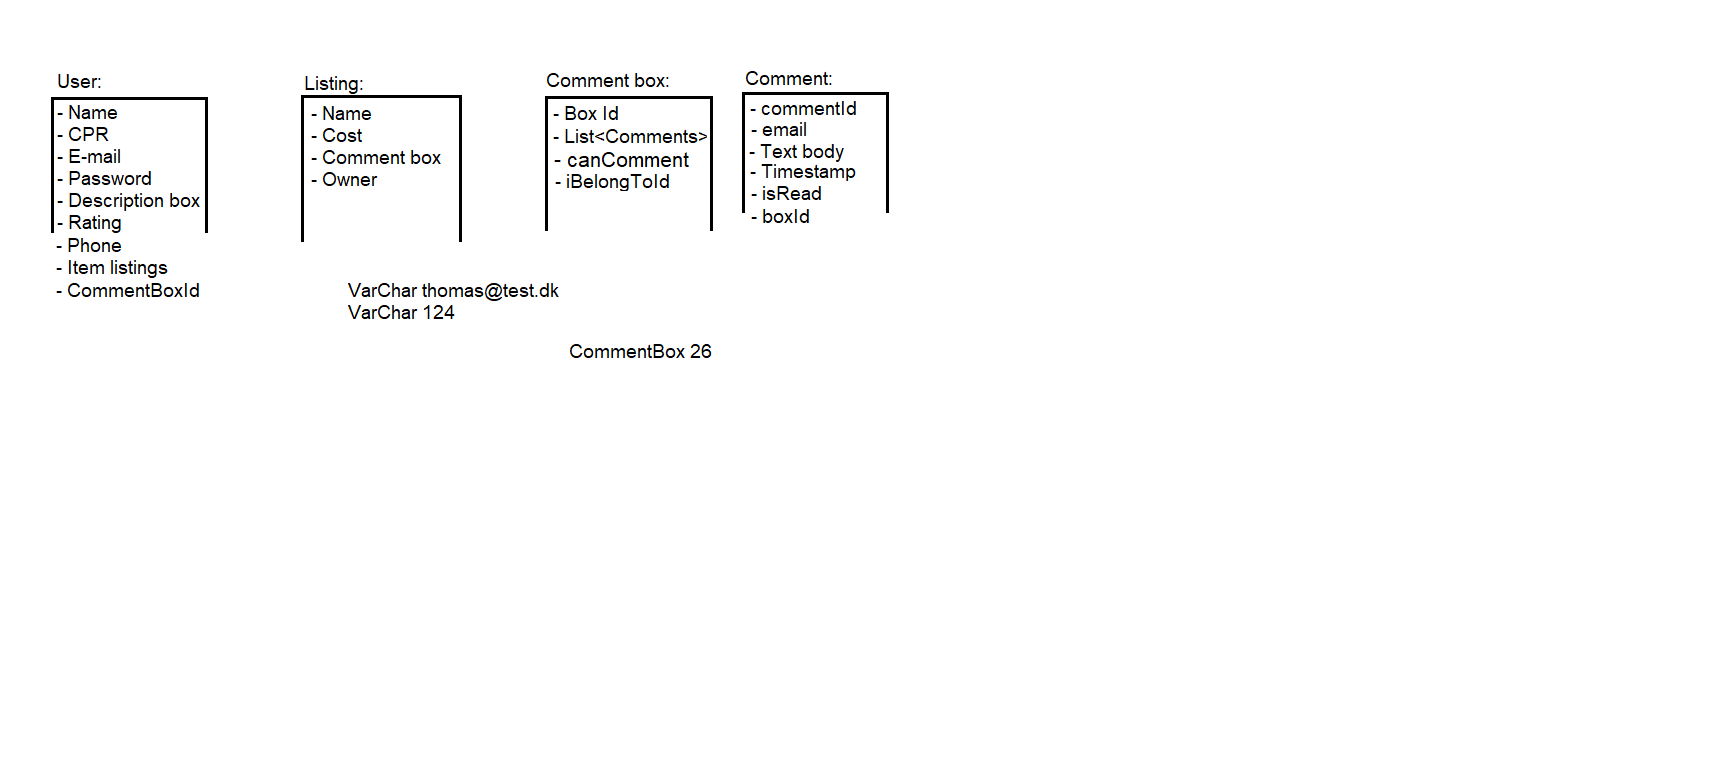 User:
- Name
- CPR
- E-mail
- Password
- Description box
- Rating
- Phone
- Item listings
- CommentBoxId
Listing:
- Name
- Cost
- Comment box
- Owner
VarChar thomas@test.dk
VarChar 124
Comment box:
- Box Id
- List<Comments>
- canComment
- iBelongToId
CommentBox 26
Comment:
- commentId
- email
- Text body
- Timestamp
- isRead
- boxId